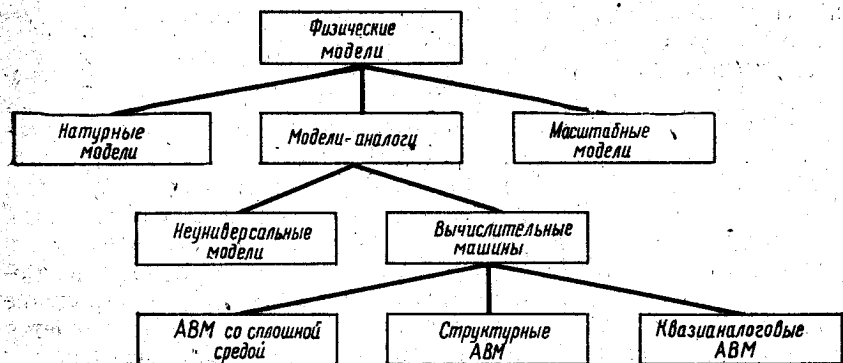 Физические
модели
Натурные
модели
Модели-аналоги
Масштабные
модели
Неуниверсальные
модели
Вычислительные
машины
АВМ со сплошной
средой
Структурные
АВМ
Квазианалоговые
АВМ